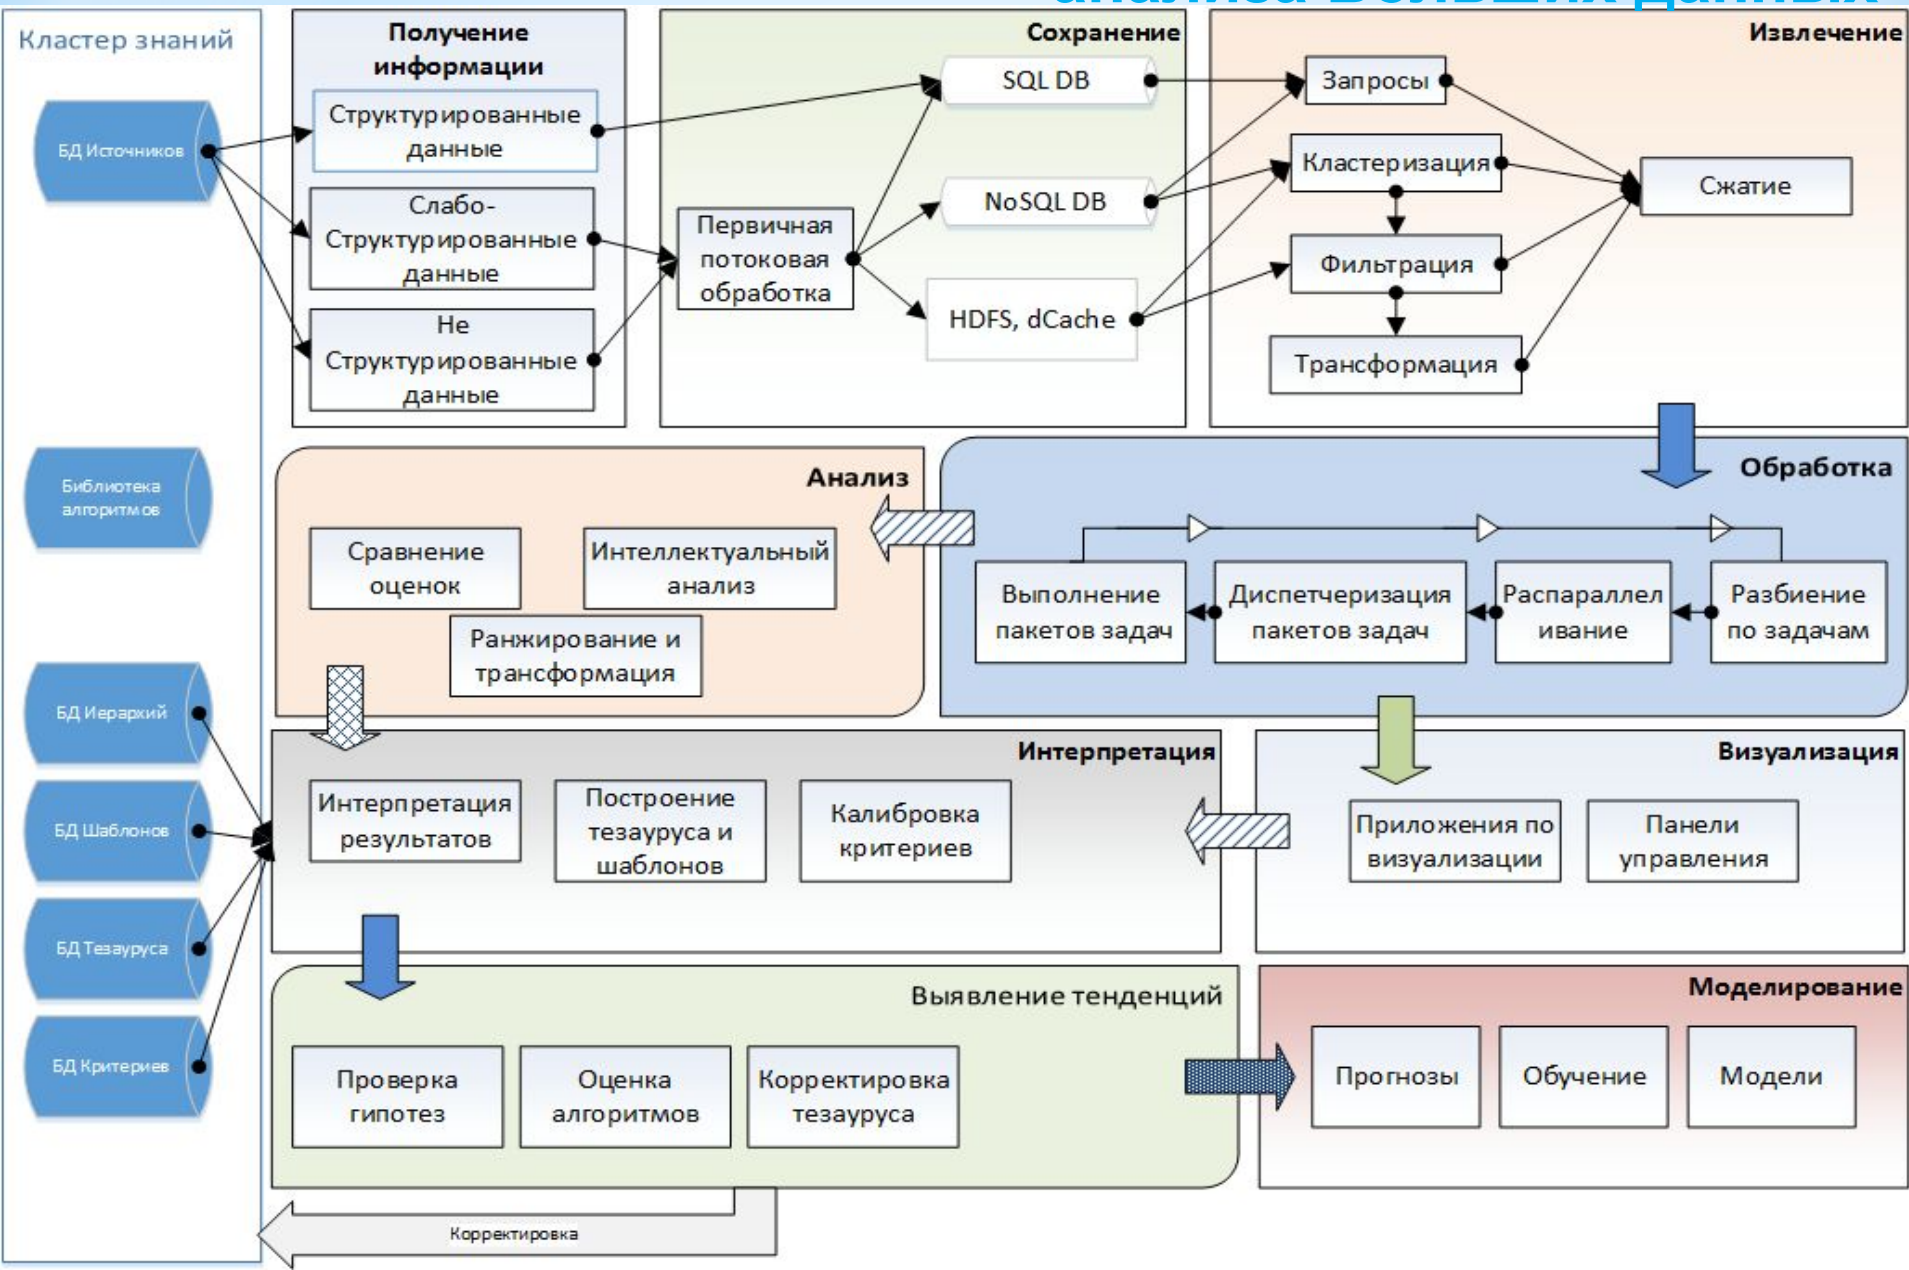 анализа Больших данных
Кластер знаний
БД Источников
Библиотека
алгоритмов
БД Иерархий
БД Шаблонов
БД Тезауруса
БД Критериев
Получение
информации
Структурированные
данные
Слабо-
Структурированные
данные
Не
Структурированные
данные
Сохранение
Первичная
потоковая
обработка
SQL DB
NoSQL DB
HDFS, dCache
Извлечение
Запросы
Кластеризация
Фильтрация
Трансформация
Сжатие
Анализ
Сравнение
оценок
Интеллектуальный
анализ
Ранжирование и
трансформация
Обработка
Выполнение
пакетов задач
Диспетчеризация
пакетов задач
Распараллел
ивание
Разбиение
по задачам
Интерпретация
Интерпретация
результатов
Построение
тезауруса и
шаблонов
Калибровка
критериев
Визуализация
Приложения по
визуализации
Панели
управления
Выявление тенденций
Проверка
гипотез
Оценка
алгоритмов
Корректировка
тезауруса
Моделирование
Прогнозы
Обучение
Модели
Корректировка